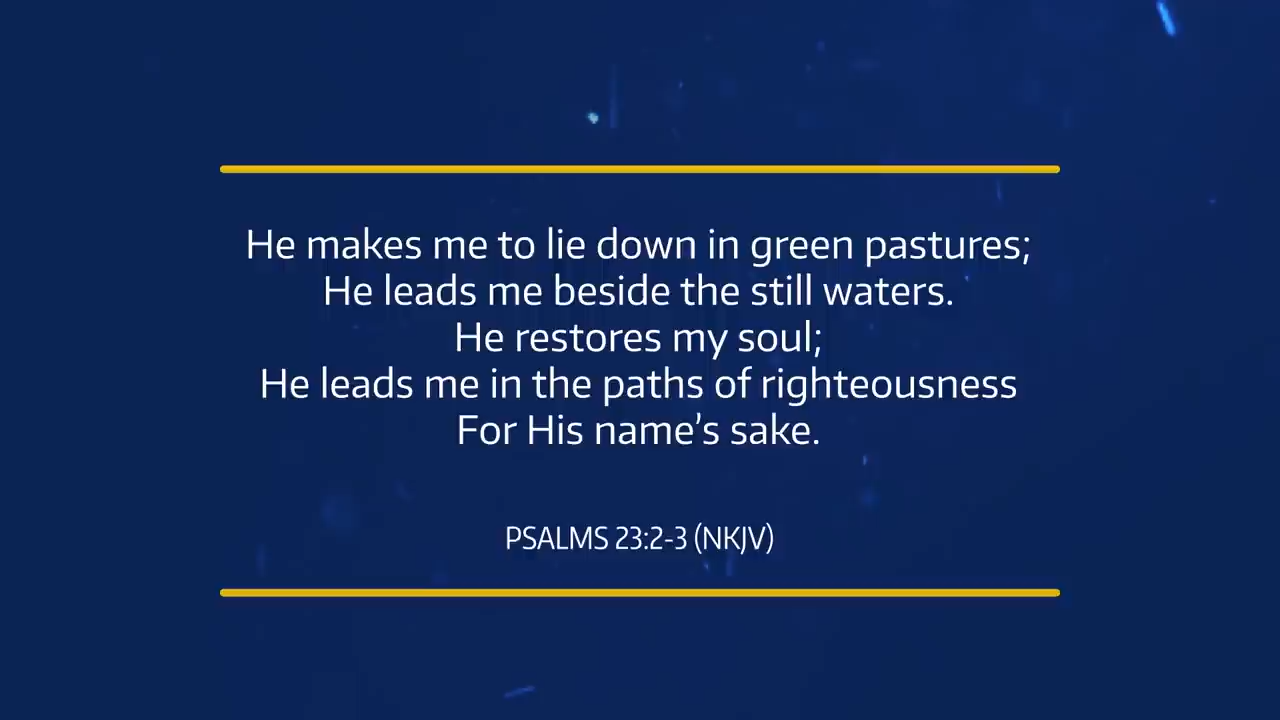 He makes me to lie down in green pastures;
He leads me beside the still waters.
He restores my soul;
He leads me in the paths of righteousness
For His name’s sake.
PSALMS 23:2-3 (NKJV)